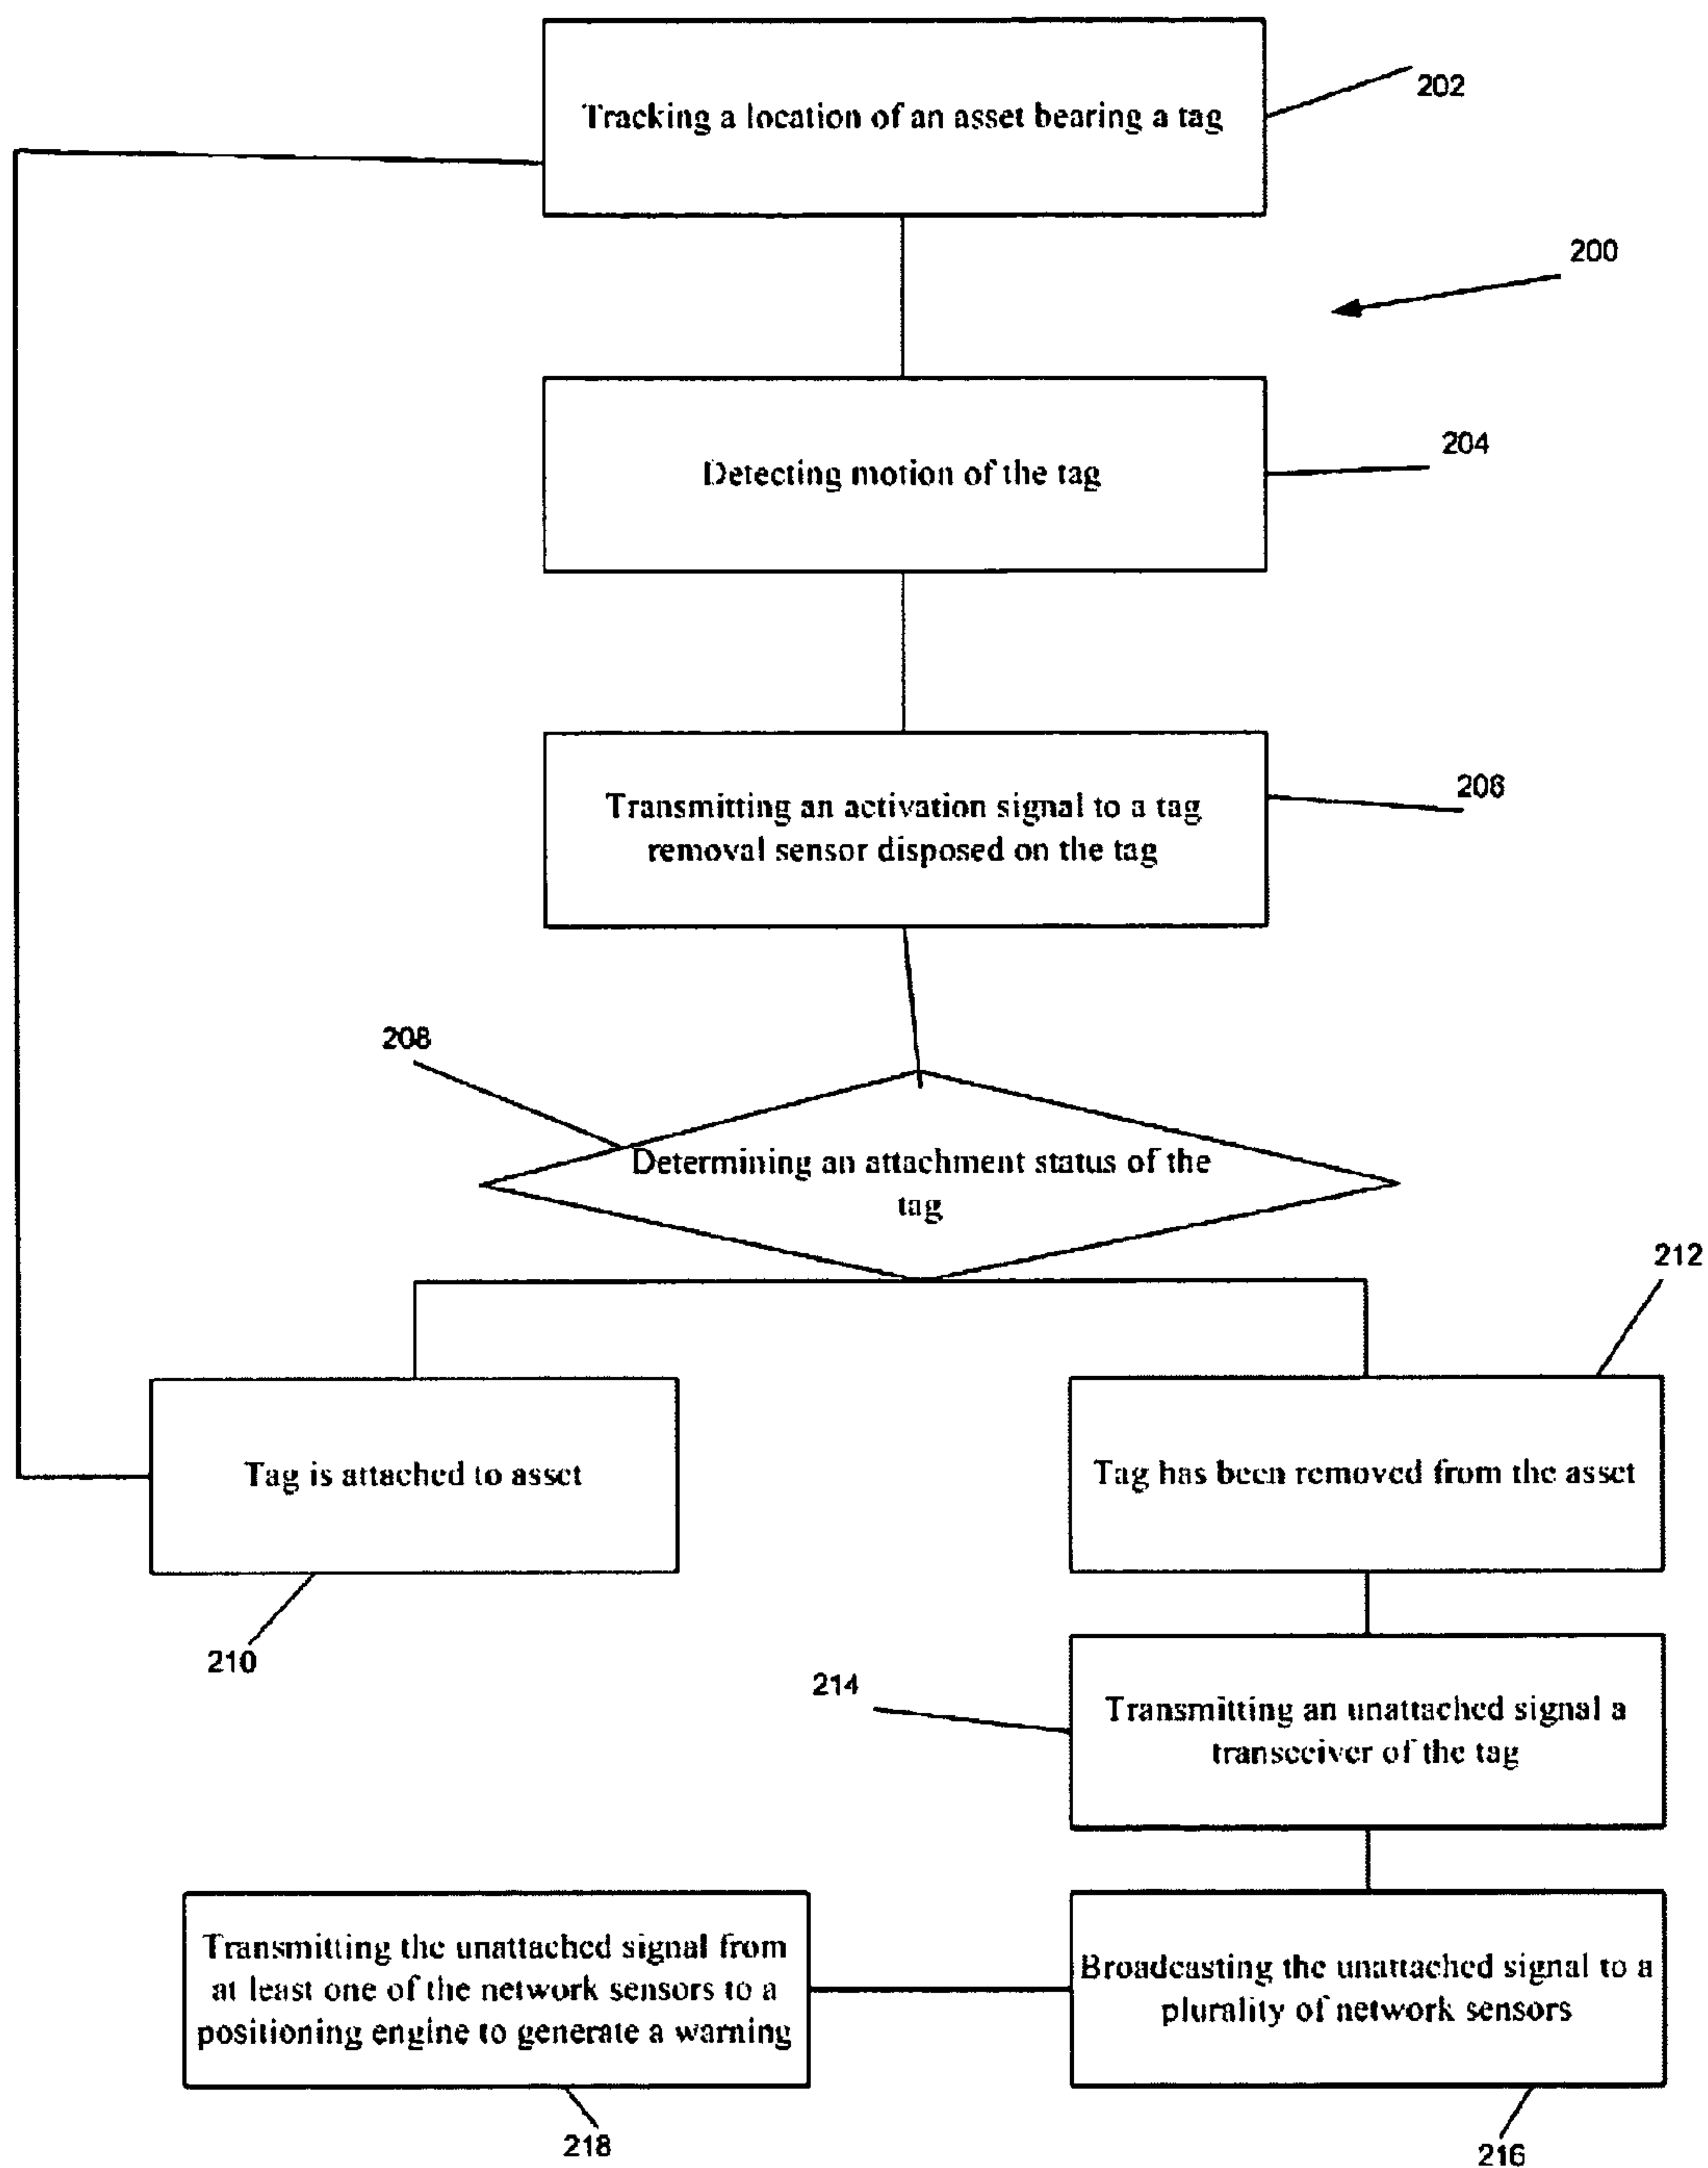 Tracking a location of an asset bearing a tag
202
200
Detecting motion of the tag
204
Transmitting an activation signal to a tag
removal sensor disposed on the tag
206
208
Determining an attachment status of the
tag
212
Tag is attached to asset
Tag has been removed from the asset
210
214
Transmitting an unattached signal a
transceiver of the tag
Transmitting the unattached signal from
at least one of the network sensors to a
positioning engine to generate a warning
Broadcasting the unattached signal to a
plurality of network sensors
218
216